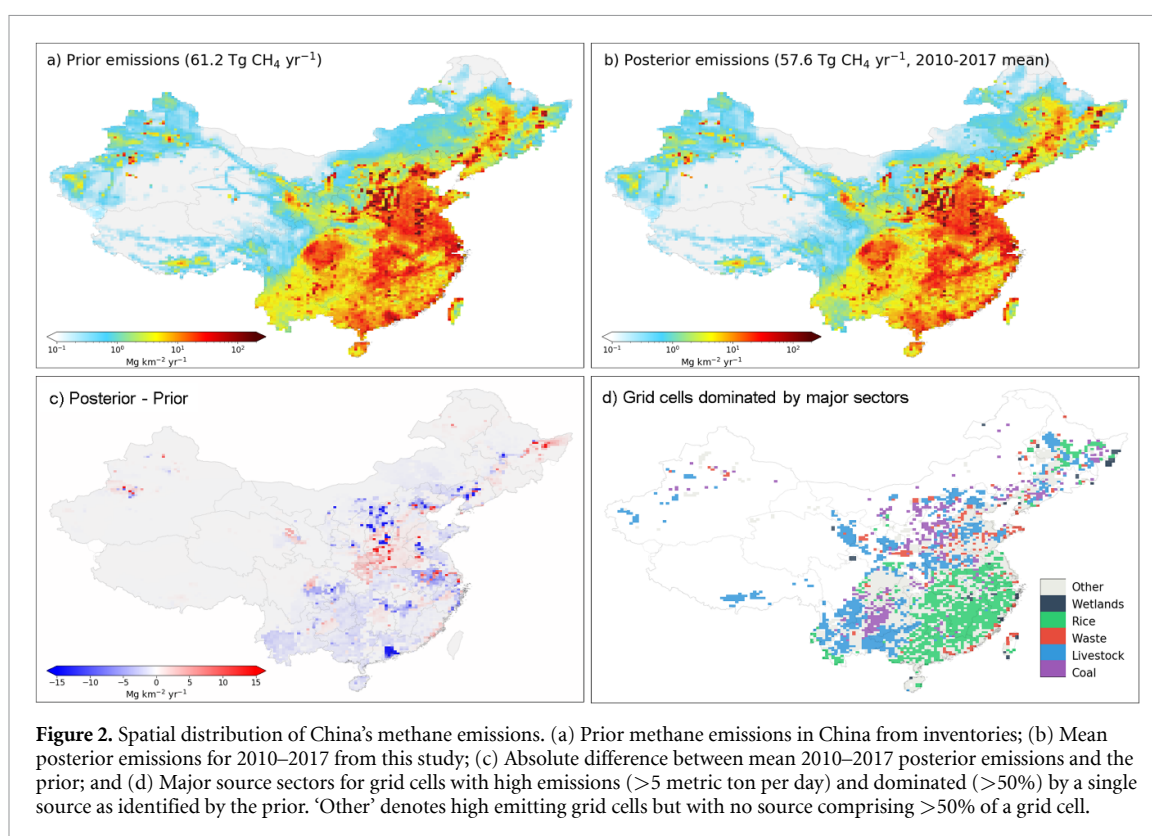 a) Prior emissions (61.2 Tg CH₄ yr⁻¹)
10⁻¹ 10⁰ 10¹ 10²
Mg km⁻² yr⁻¹
b) Posterior emissions (57.6 Tg CH₄ yr⁻¹, 2010-2017 mean)
10⁻¹ 10⁰ 10¹ 10²
Mg km⁻² yr⁻¹
c) Posterior - Prior
−15 −10 −5 0 5 10 15
Mg km⁻² yr⁻¹
d) Grid cells dominated by major sectors
Other
Wetlands
Rice
Waste
Livestock
Coal
Figure 2. Spatial distribution of China’s methane emissions. (a) Prior methane emissions in China from inventories; (b) Mean
posterior emissions for 2010–2017 from this study; (c) Absolute difference between mean 2010–2017 posterior emissions and the
prior; and (d) Major source sectors for grid cells with high emissions (>5 metric ton per day) and dominated (>50%) by a single
source as identified by the prior. ‘Other’ denotes high emitting grid cells but with no source comprising >50% of a grid cell.